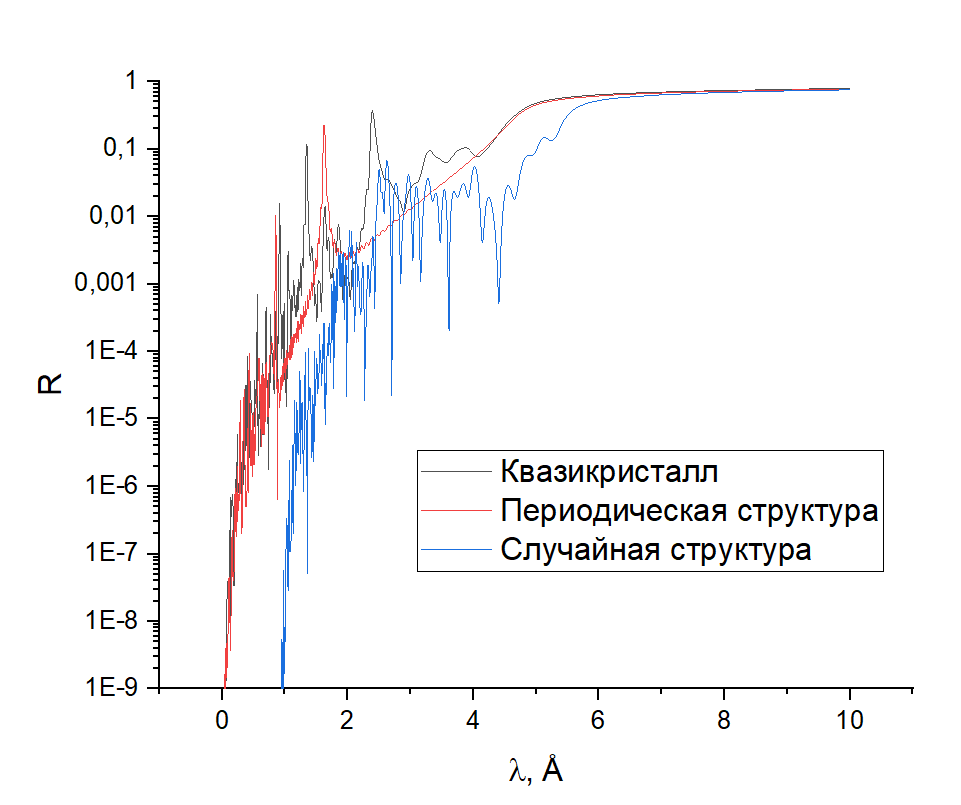 1
0,1
0,01
0,001
1E-4
1E-5
1E-6
1E-7
1E-8
1E-9
R
Квазикристалл
Периодическая структура
Случайная структура
0 2 4 6 8 10
λ, Å